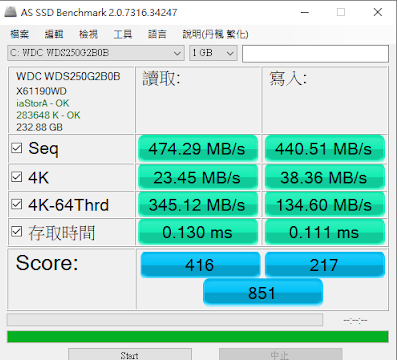 AS SSD Benchmark 2.0.7316.34247
檔案 編輯 檢視 工具 語言 說明(丹楓 繁化)
C: WDC WDS250G2B0B 1 GB
WDC WDS250G2B0B
X61190WD
iaStorA - OK
283648 K - OK
232.88 GB
讀取: 寫入:
Seq 474.29 MB/s 440.51 MB/s
4K 23.45 MB/s 38.36 MB/s
4K-64Thrd 345.12 MB/s 134.60 MB/s
存取時間 0.130 ms 0.111 ms
Score: 416 217
851
--:--:--
Start 中止